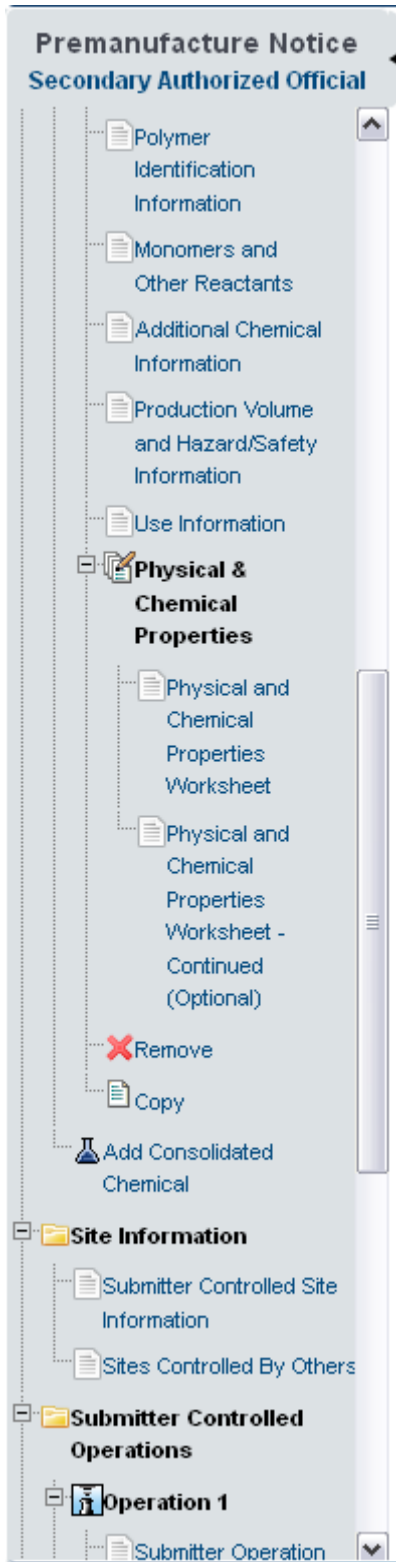 Premanufacture Notice
Secondary Authorized Official
Polymer
Identification
Information
Monomers and
Other Reactants
Additional Chemical
Information
Production Volume
and Hazard/Safety
Information
Use Information
Physical &
Chemical
Properties
Physical and
Chemical
Properties
Worksheet
Physical and
Chemical
Properties
Worksheet -
Continued
(Optional)
Remove
Copy
Add Consolidated
Chemical
Site Information
Submitter Controlled Site
Information
Sites Controlled By Others
Submitter Controlled
Operations
Operation 1
Submitter Operation